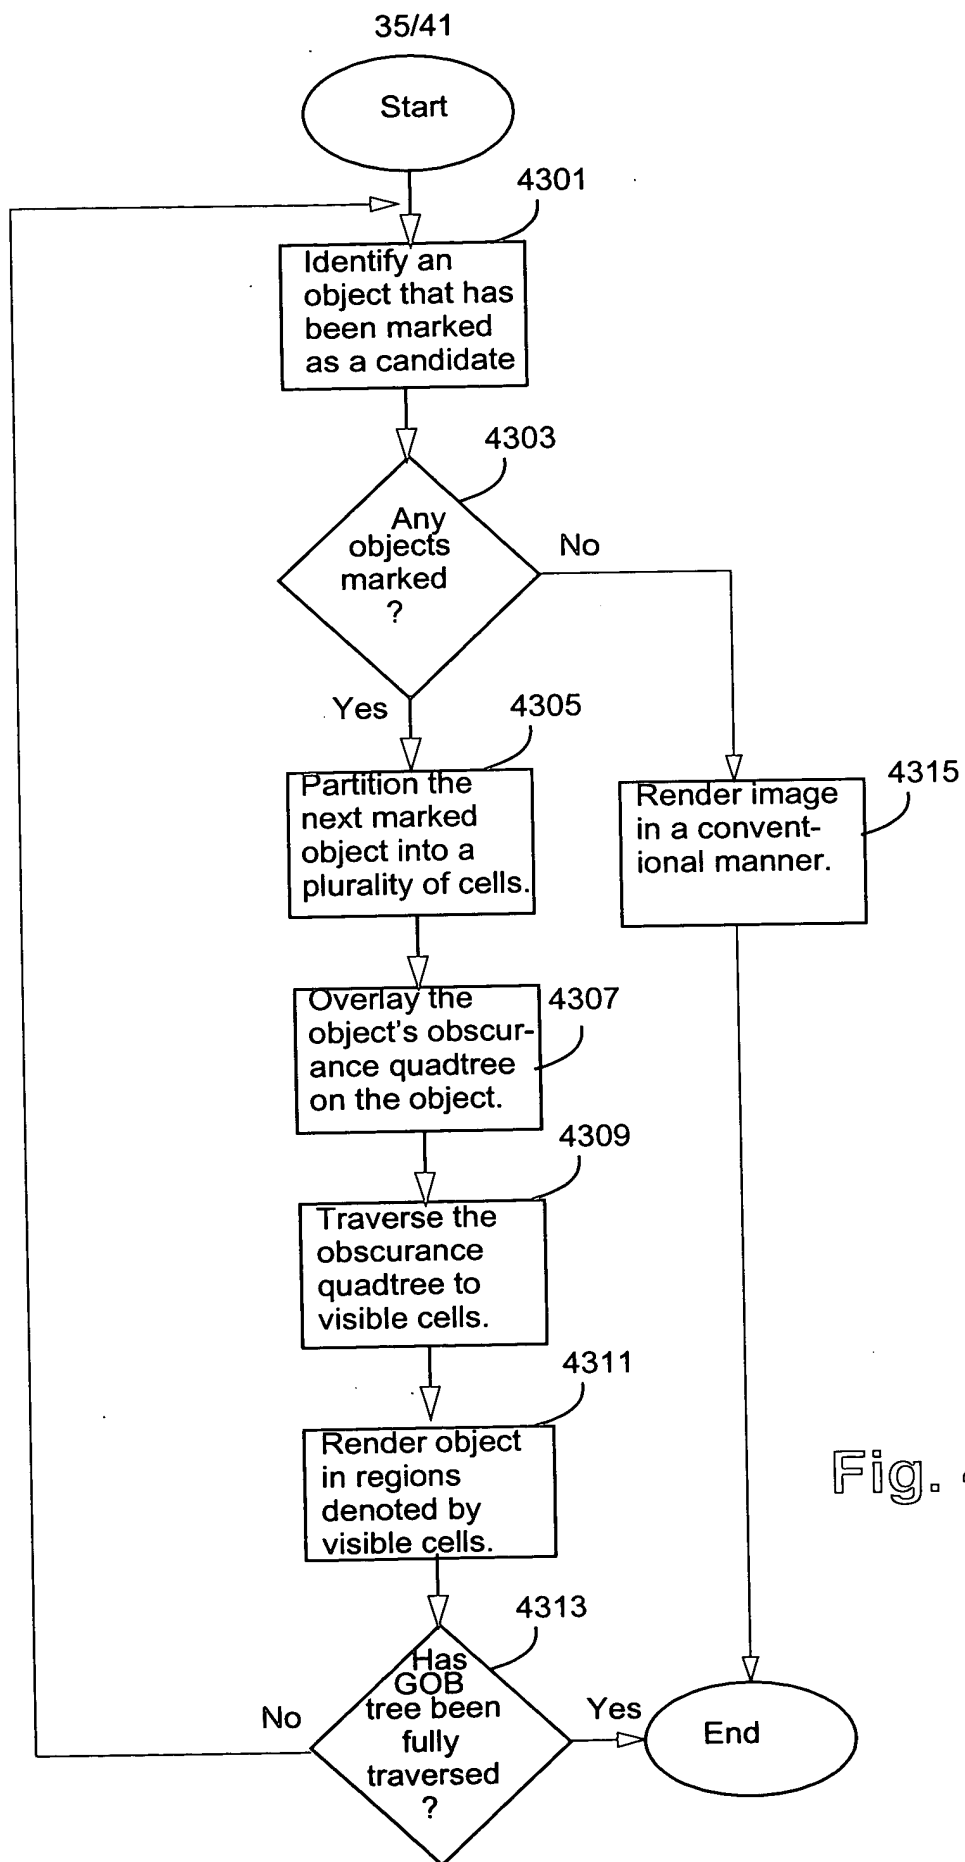 35/41
Start
4301
Identify an
object that has
been marked
as a candidate
4303
Any
objects
marked
?
No
Yes
4305
Partition the
next marked
object into a
plurality of cells.
4315
Render image
in a convent-
ional manner.
Overlay the
object's obscur-
ance quadtree
on the object.
4307
4309
Traverse the
obscurance
quadtree to
visible cells.
4311
Render object
in regions
denoted by
visible cells.
Fig.
4313
Has
GOB
tree been
fully
traversed
?
No
Yes
End